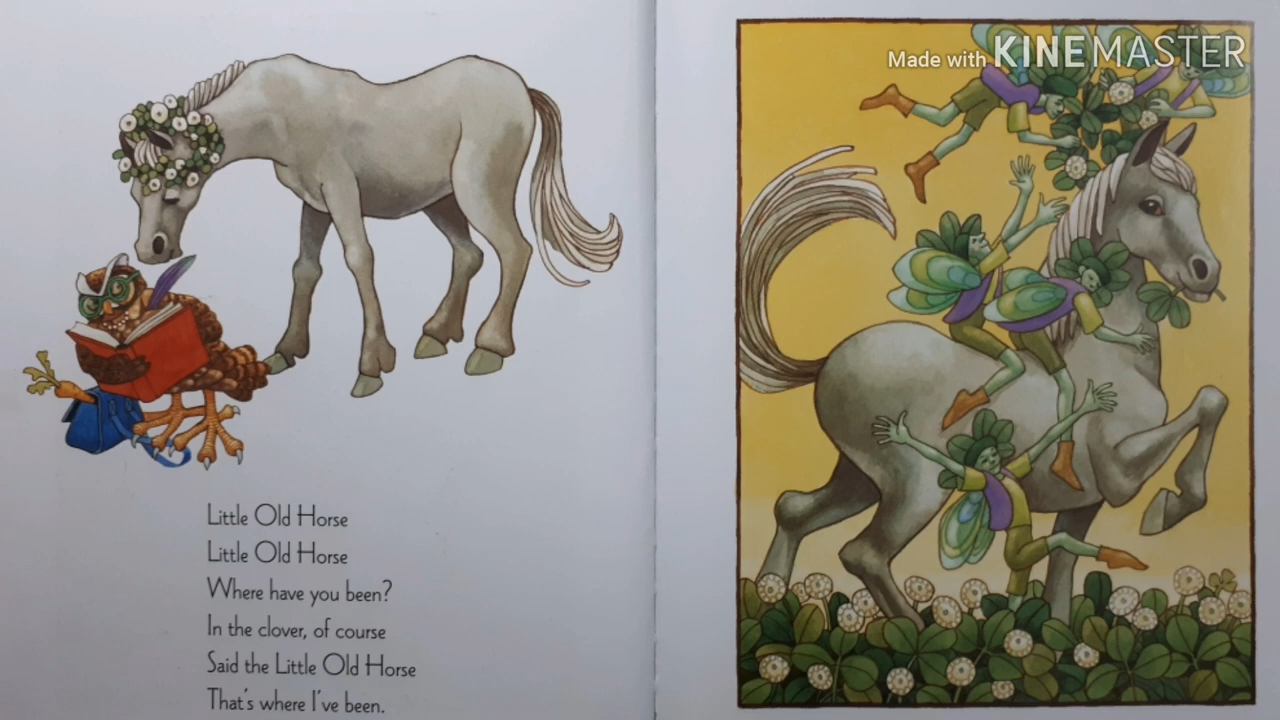 Made with KINEMASTER
Little Old Horse
Little Old Horse
Where have you been?
In the clover, of course
Said the Little Old Horse
That's where I've been.